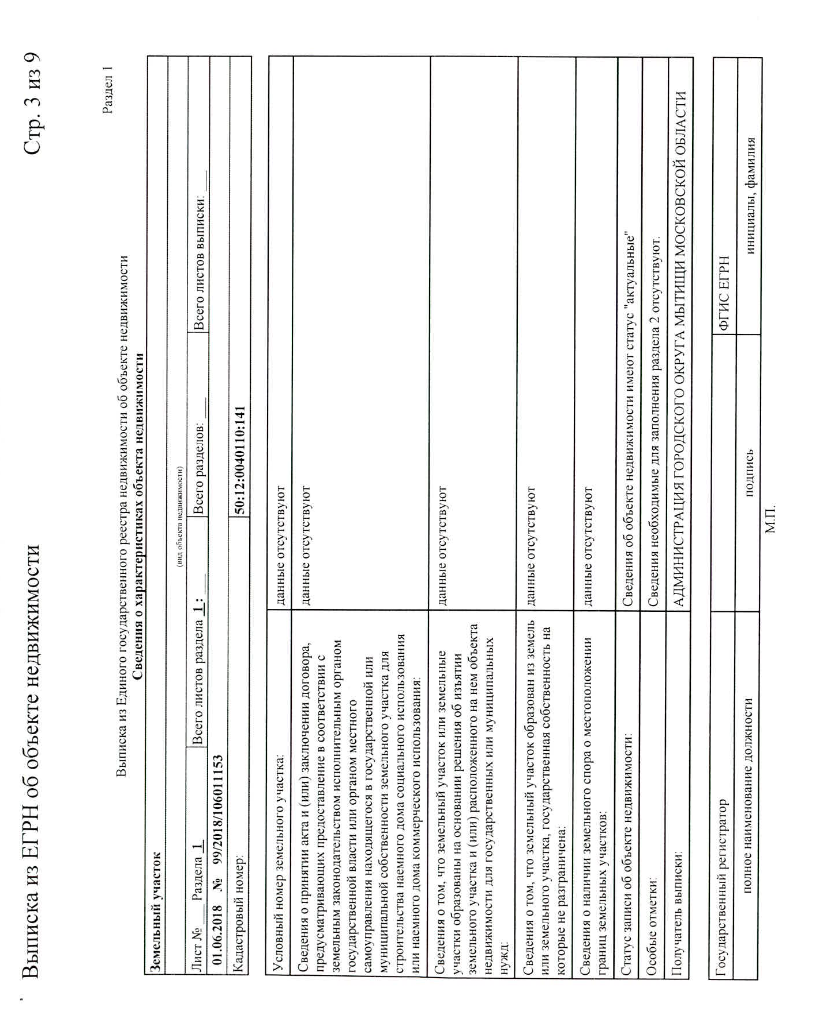 Выписка из ЕГРН об объекте недвижимости
Стр. 3 из 9
Раздел 1
Выписка из Единого государственного реестра недвижимости об объекте недвижимости
Сведения о характеристиках объекта недвижимости
Земельный участок
(вид объекта недвижимости)
Лист № ___ Раздела 1
Всего листов раздела 1 : ___
Всего разделов: ___
Всего листов выписки: ___
01.06.2018 № 99/2018/106011153
Кадастровый номер:
50:12:0040110:141
Условный номер земельного участка:
данные отсутствуют
Сведения о принятии акта и (или) заключении договора,
предусматривающих предоставление в соответствии с
земельным законодательством исполнительным органом
государственной власти или органом местного
самоуправления находящегося в государственной или
муниципальной собственности земельного участка для
строительства наемного дома социального использования
или наемного дома коммерческого использования:
данные отсутствуют
Сведения о том, что земельный участок или земельные
участки образованы на основании решения об изъятии
земельного участка и (или) расположенного на нем объекта
недвижимости для государственных или муниципальных
нужд:
данные отсутствуют
Сведения о том, что земельный участок образован из земель
или земельного участка, государственная собственность на
которые не разграничена:
данные отсутствуют
Сведения о наличии земельного спора о местоположении
границ земельных участков:
данные отсутствуют
Статус записи об объекте недвижимости:
Сведения об объекте недвижимости имеют статус "актуальные"
Особые отметки:
Сведения необходимые для заполнения раздела 2 отсутствуют.
Получатель выписки:
АДМИНИСТРАЦИЯ ГОРОДСКОГО ОКРУГА МЫТИЩИ МОСКОВСКОЙ ОБЛАСТИ
Государственный регистратор
ФГИС ЕГРН
полное наименование должности
подпись
инициалы, фамилия
М.П.